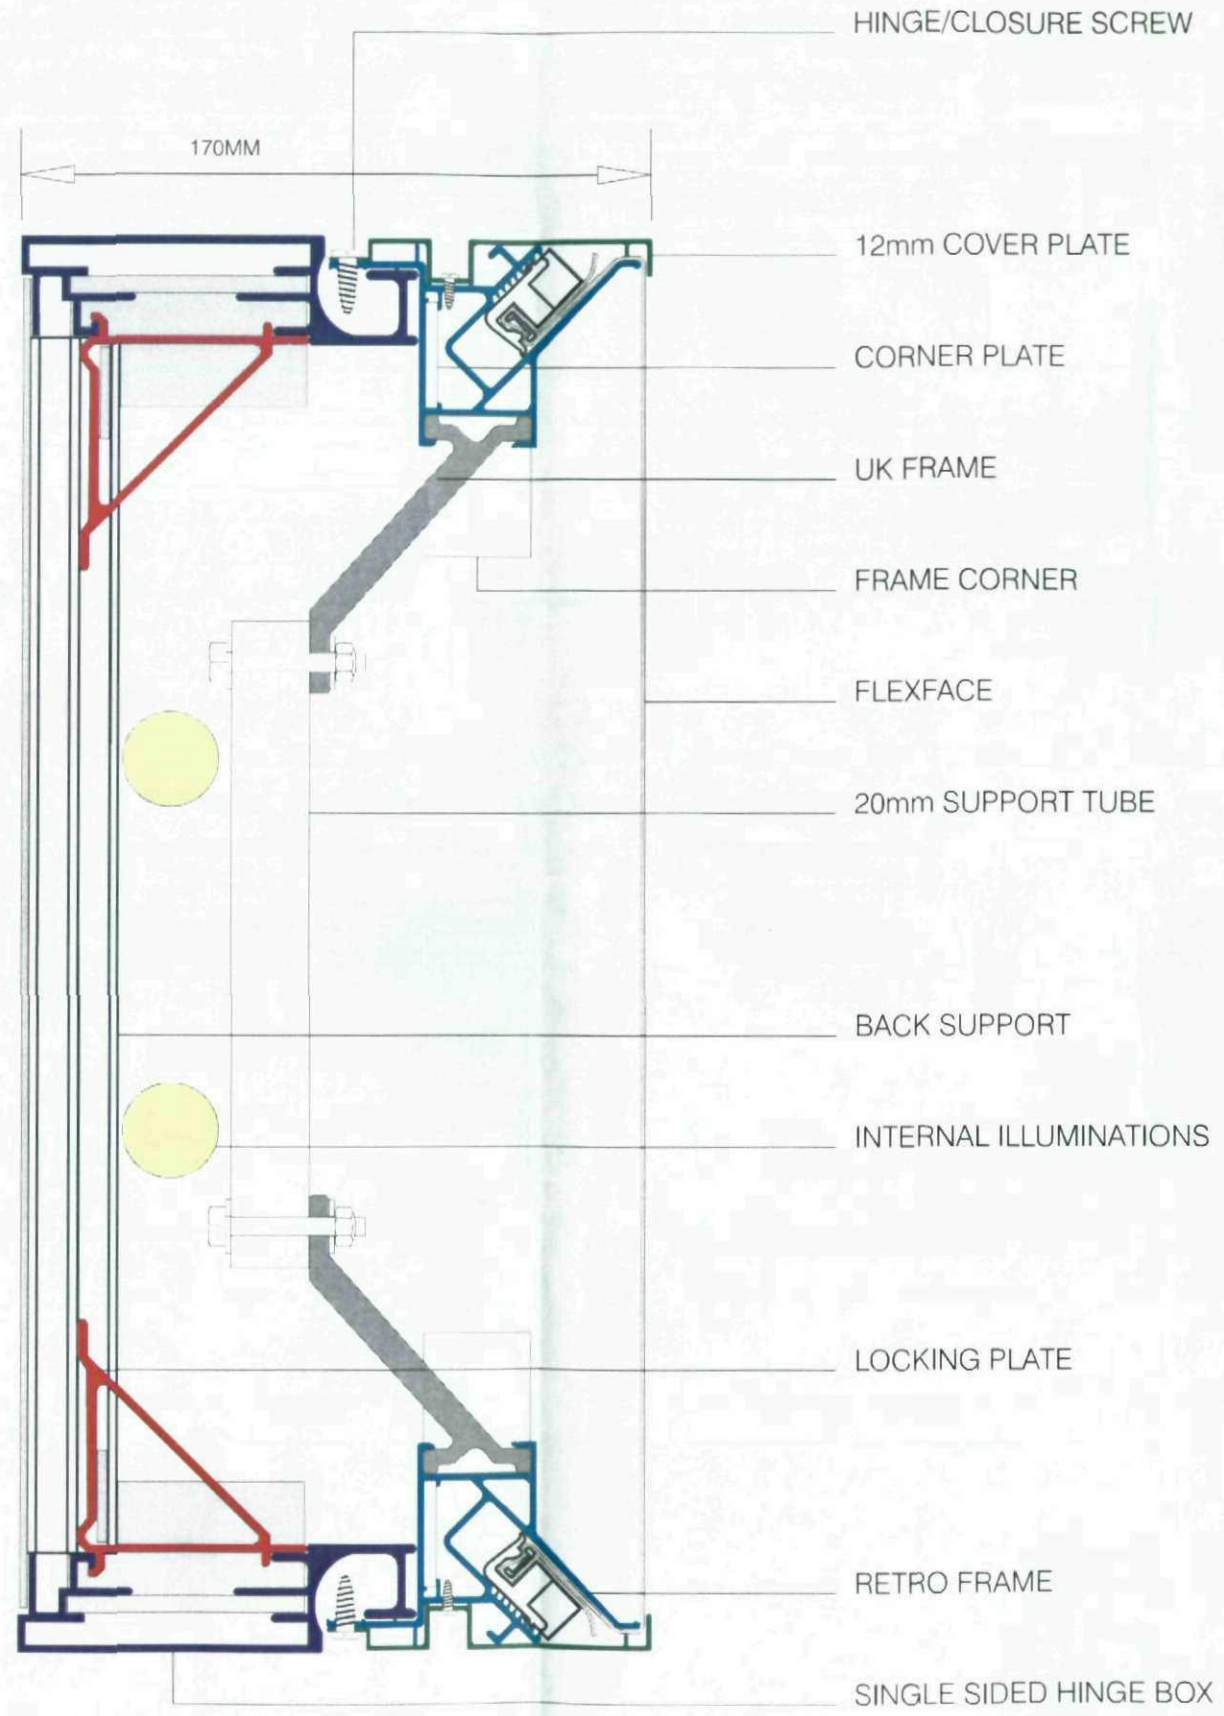 HINGE/CLOSURE SCREW
170MM
12mm COVER PLATE
CORNER PLATE
UK FRAME
FRAME CORNER
FLEXFACE
20mm SUPPORT TUBE
BACK SUPPORT
INTERNAL ILLUMINATIONS
LOCKING PLATE
RETRO FRAME
SINGLE SIDED HINGE BOX